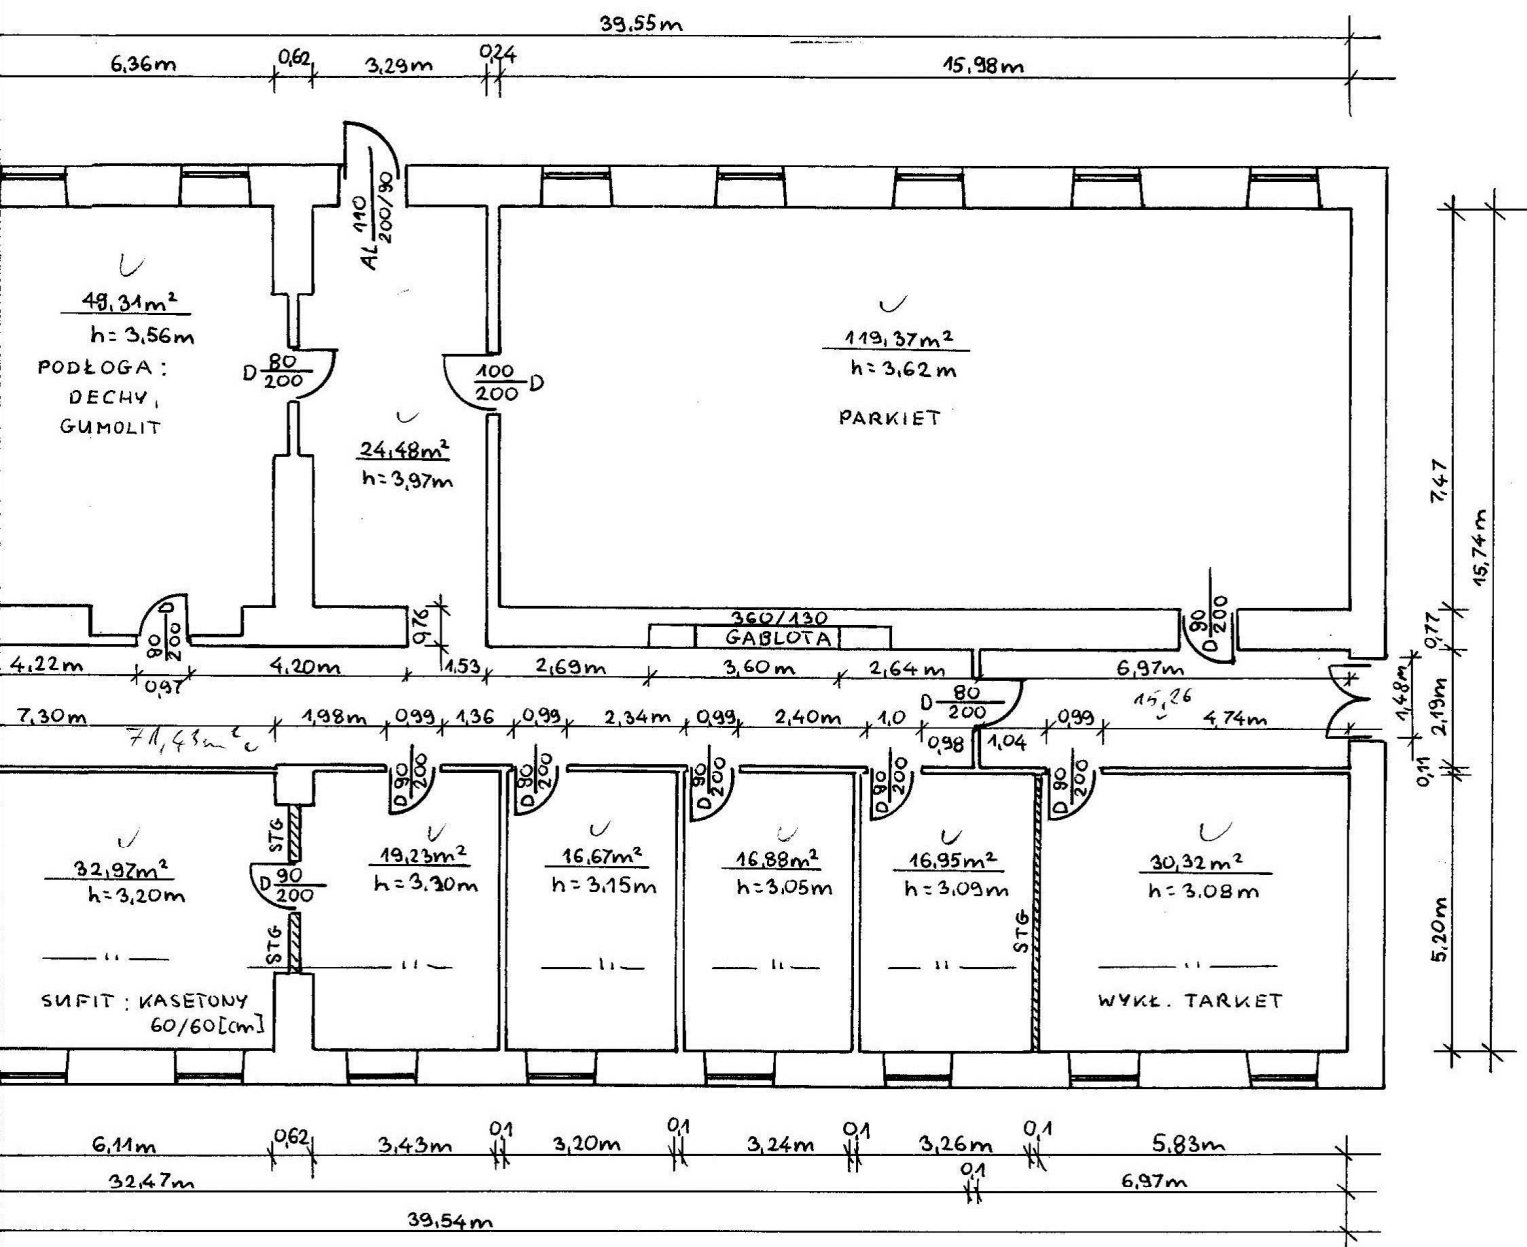 39,55m
6,36m
0,62
3,29m
0,24
15,98m
AL 110
200/90
49,31m²
h=3,56m
PODŁOGA:
DECHY,
GUMOLIT
D 80
200
100
200 D
24,48m²
h=3,97m
119,37m²
h=3,62m
PARKIET
7,47
15,74m
D
90
200
0,76
360/130
GABLOTA
D 90
200
0,77
4,22m
0,97
4,20m
1,53
2,69m
3,60m
2,64m
6,97m
1,48m
2,19m
D 80
200
15,26
7,30m
71,43m²
1,98m
0,99
1,36
0,99
2,34m
0,99
2,40m
1,0
0,98
1,04
0,99
4,74m
0,11
D 90
200
D 90
200
D 90
200
D 90
200
D 90
200
STG
32,97m²
h=3,20m
D 90
200
STG
19,23m²
h=3,30m
16,67m²
h=3,15m
16,88m²
h=3,05m
16,95m²
h=3,09m
STG
30,32m²
h=3.08m
5,20m
SUFIT: KASETONY
60/60[cm]
WYKŁ. TARKET
6,11m
0,62
3,43m
0,1
3,20m
0,1
3,24m
0,1
3,26m
0,1
5,83m
32,47m
0,1
6,97m
39,54m